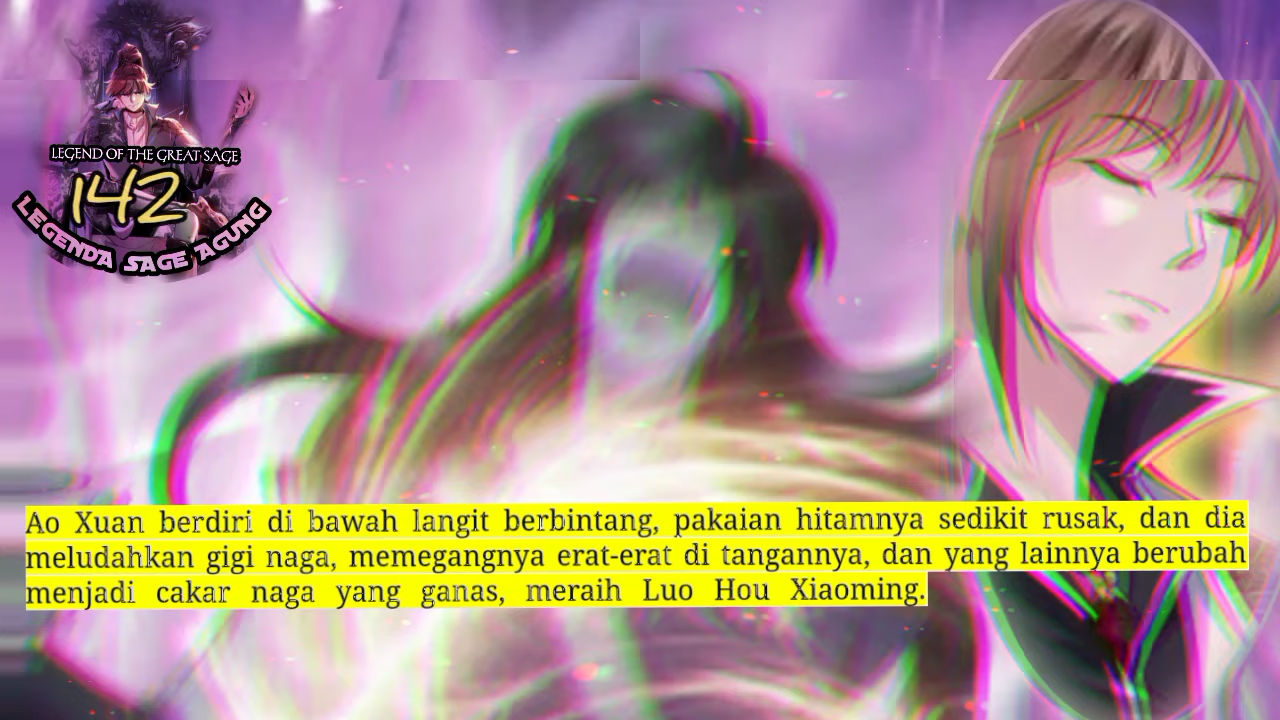 LEGEND OF THE GREAT SAGE
142
LEGENDA SAGE AGUNG
Ao Xuan berdiri di bawah langit berbintang, pakaian hitamnya sedikit rusak, dan dia
meludahkan gigi naga, memegangnya erat-erat di tangannya, dan yang lainnya berubah
menjadi cakar naga yang ganas, meraih Luo Hou Xiaoming.